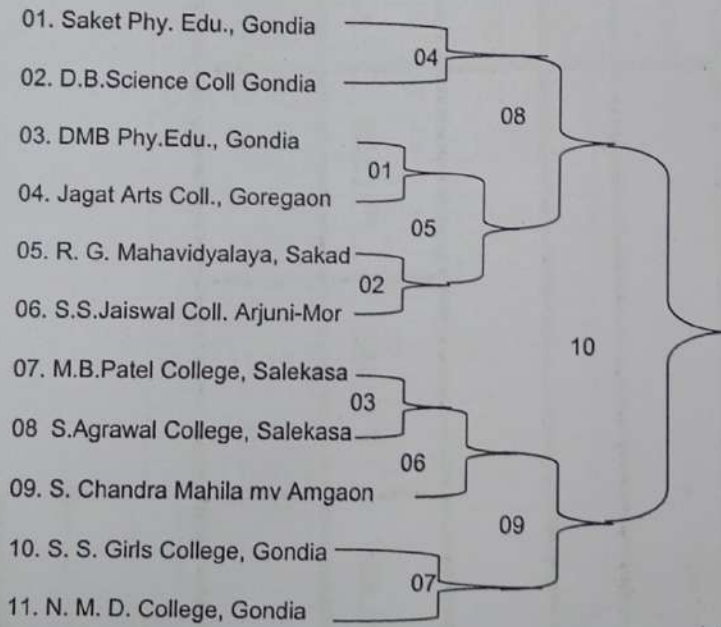 01. Saket Phy. Edu., Gondia
04
02. D.B.Science Coll Gondia
08
03. DMB Phy.Edu., Gondia
01
04. Jagat Arts Coll., Goregaon
05
05. R. G. Mahavidyalaya, Sakad
02
06. S.S.Jaiswal Coll. Arjuni-Mor
10
07. M.B.Patel College, Salekasa
03
08 S.Agrawal College, Salekasa
06
09. S. Chandra Mahila mv Amgaon
09
10. S. S. Girls College, Gondia
07
11. N. M. D. College, Gondia